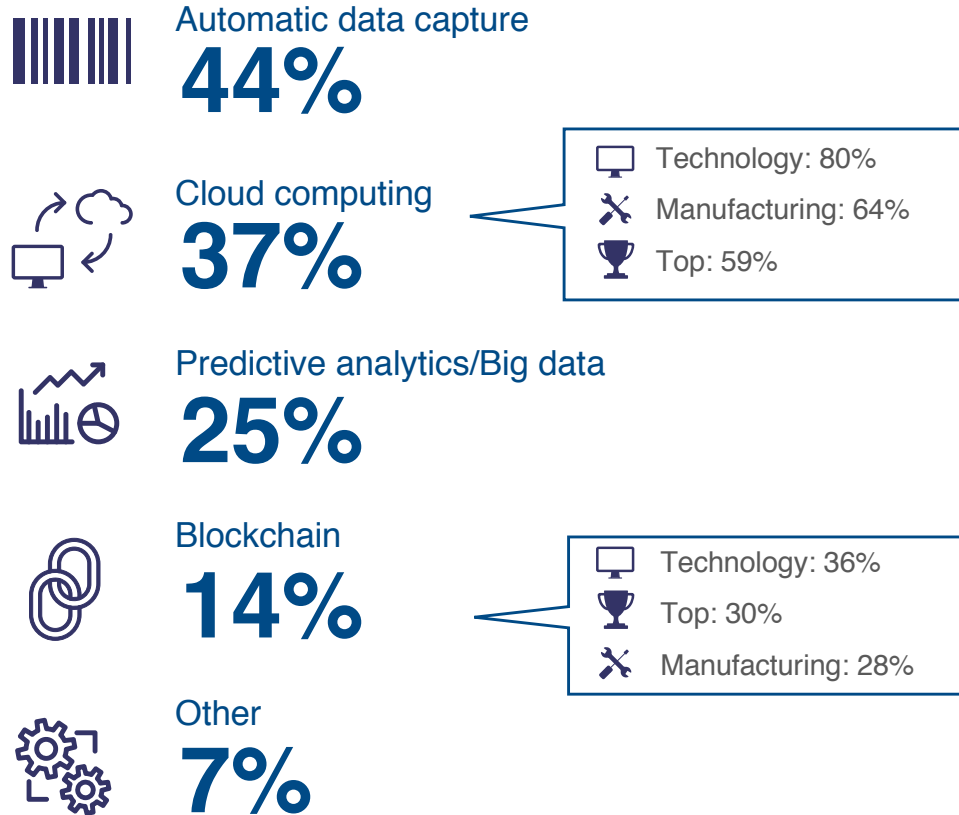 Automatic data capture
44%
Cloud computing
37%
Technology: 80%
Manufacturing: 64%
Top: 59%
Predictive analytics/Big data
25%
Blockchain
14%
Technology: 36%
Top: 30%
Manufacturing: 28%
Other
7%